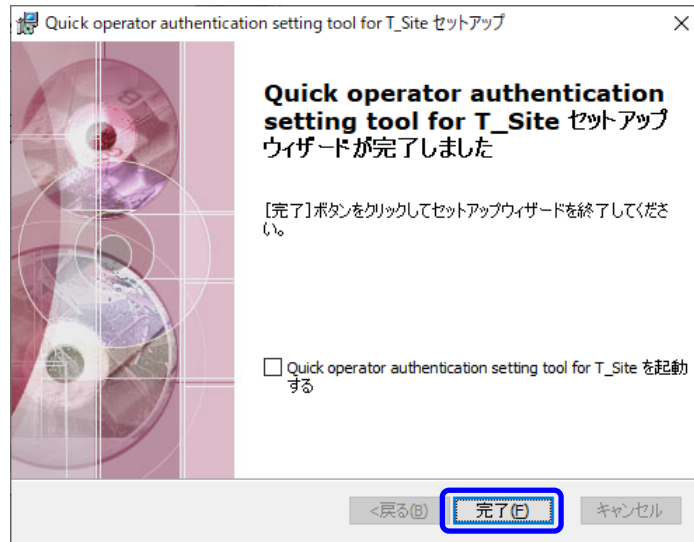 Quick operator authentication setting tool for T_Site セットアップ
Quick operator authentication
setting tool for T_Site セットアップ
ウィザードが完了しました
[完了]ボタンをクリックしてセットアップウィザードを終了してくださ
い。
Quick operator authentication setting tool for T_Site を起動
する
<戻る(B)
完了(F)
キャンセル